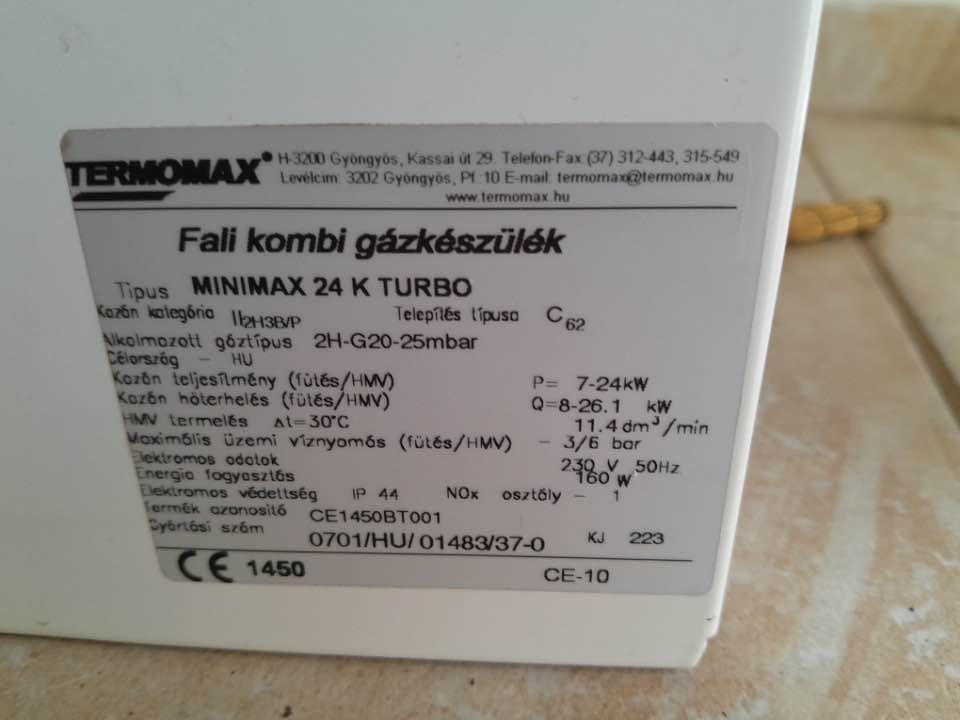 TERMOMAX® H-3200 Gyöngyös, Kassai út 29. Telefon-Fax:(37) 312-443, 315-549
Levélcím: 3202 Gyöngyös, Pf.:10 E-mail: termomax@termomax.hu
www.termomax.hu
Fali kombi gázkészülék
Típus MINIMAX 24 K TURBO
Kazán kategória II2H3B/P Telepítés típusa C62
Alkalmazott gáztípus 2H-G20-25mbar
Célország - HU
Kazán teljesítmény (fűtés/HMV) P= 7-24kW
Kazán hőterhelés (fűtés/HMV) Q=8-26.1 kW
HMV termelés Δt=30°C 11.4 dm³/min
Maximális üzemi víznyomás (fűtés/HMV) - 3/6 bar
Elektromos adatok 230 V 50Hz
Energia fogyasztás 160 W
Elektromos védettség IP 44 NOx osztály - 1
Termék azonosító CE1450BT001
Gyártási szám 0701/HU/01483/37-0 KJ 223
CE 1450 CE-10